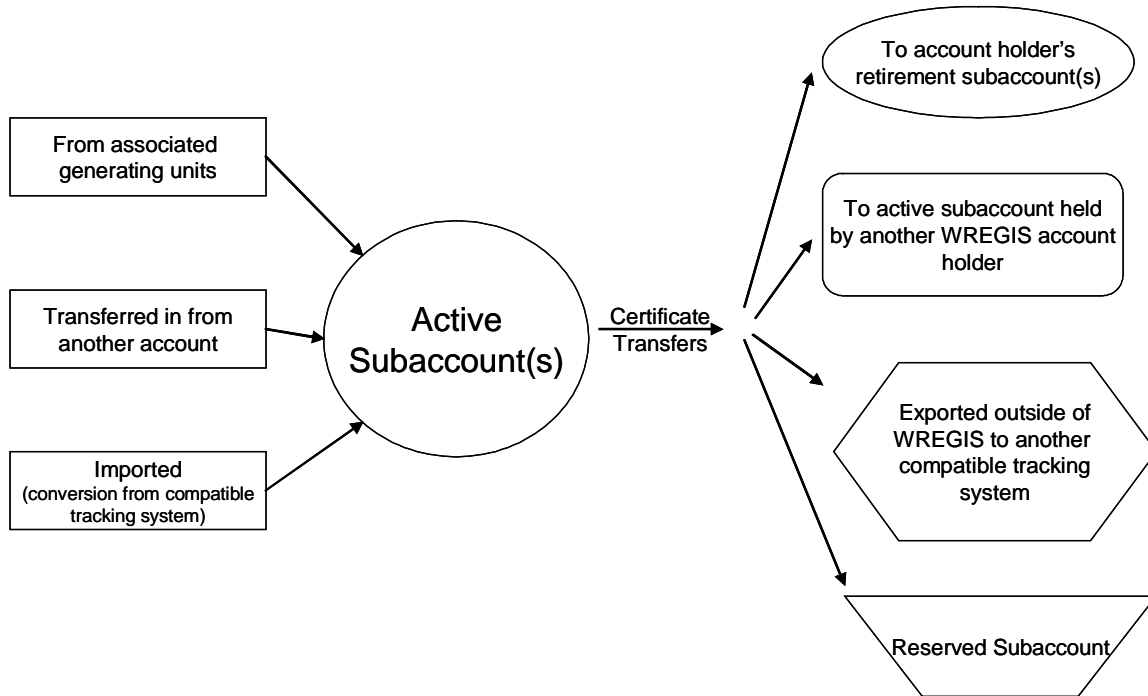 From associated
generating units
Transferred in from
another account
Imported
(conversion from compatible
tracking system)
Active
Subaccount(s)
Certificate
Transfers
To account holder's
retirement subaccount(s)
To active subaccount held
by another WREGIS account
holder
Exported outside of
WREGIS to another
compatible tracking
system
Reserved Subaccount